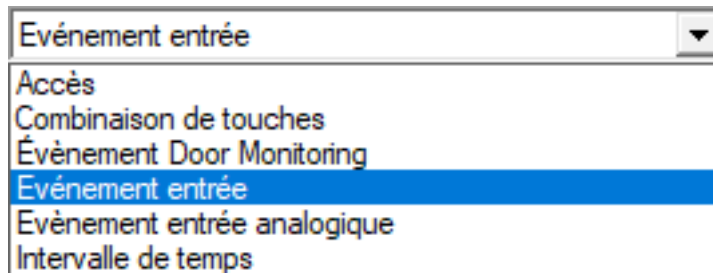 Evénement entrée
Accès
Combinaison de touches
Évènement Door Monitoring
Evénement entrée
Evènement entrée analogique
Intervalle de temps